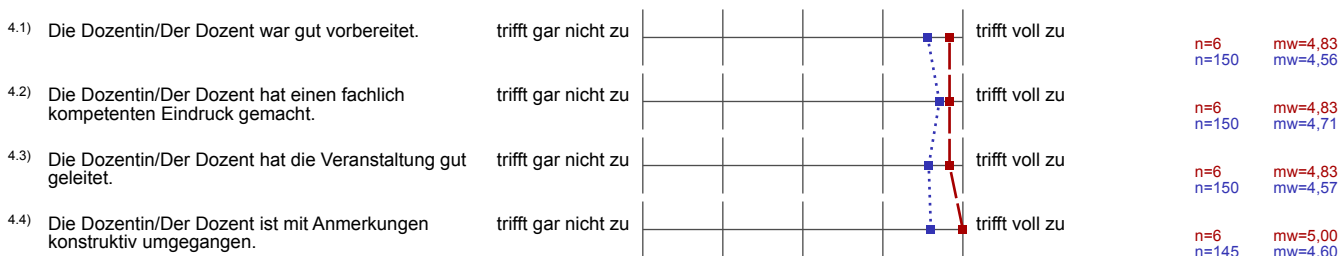 4.1) Die Dozentin/Der Dozent war gut vorbereitet. trifft gar nicht zu trifft voll zu
n=6 mw=4,83
n=150 mw=4,56
4.2) Die Dozentin/Der Dozent hat einen fachlich trifft gar nicht zu trifft voll zu
kompetenten Eindruck gemacht.
n=6 mw=4,83
n=150 mw=4,71
4.3) Die Dozentin/Der Dozent hat die Veranstaltung gut trifft gar nicht zu trifft voll zu
geleitet.
n=6 mw=4,83
n=150 mw=4,57
4.4) Die Dozentin/Der Dozent ist mit Anmerkungen trifft gar nicht zu trifft voll zu
konstruktiv umgegangen.
n=6 mw=5,00
n=145 mw=4,60